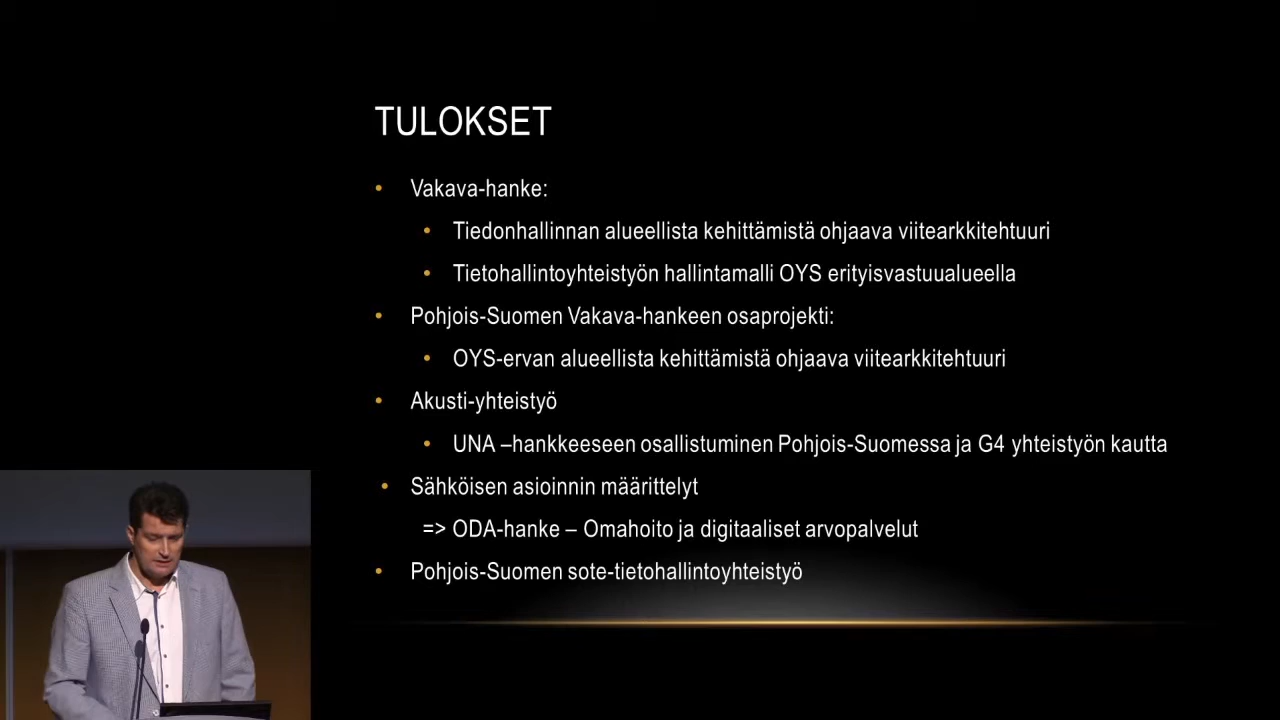 TULOKSET
Vakava-hanke:
Tiedonhallinnan alueellista kehittämistä ohjaava viitearkkitehtuuri
Tietohallintoyhteistyön hallintamalli OYS erityisvastuualueella
Pohjois-Suomen Vakava-hankeen osaprojekti:
OYS-ervan alueellista kehittämistä ohjaava viitearkkitehtuuri
Akusti-yhteistyö
UNA –hankkeeseen osallistuminen Pohjois-Suomessa ja G4 yhteistyön kautta
Sähköisen asioinnin määrittelyt
=> ODA-hanke – Omahoito ja digitaaliset arvopalvelut
Pohjois-Suomen sote-tietohallintoyhteistyö